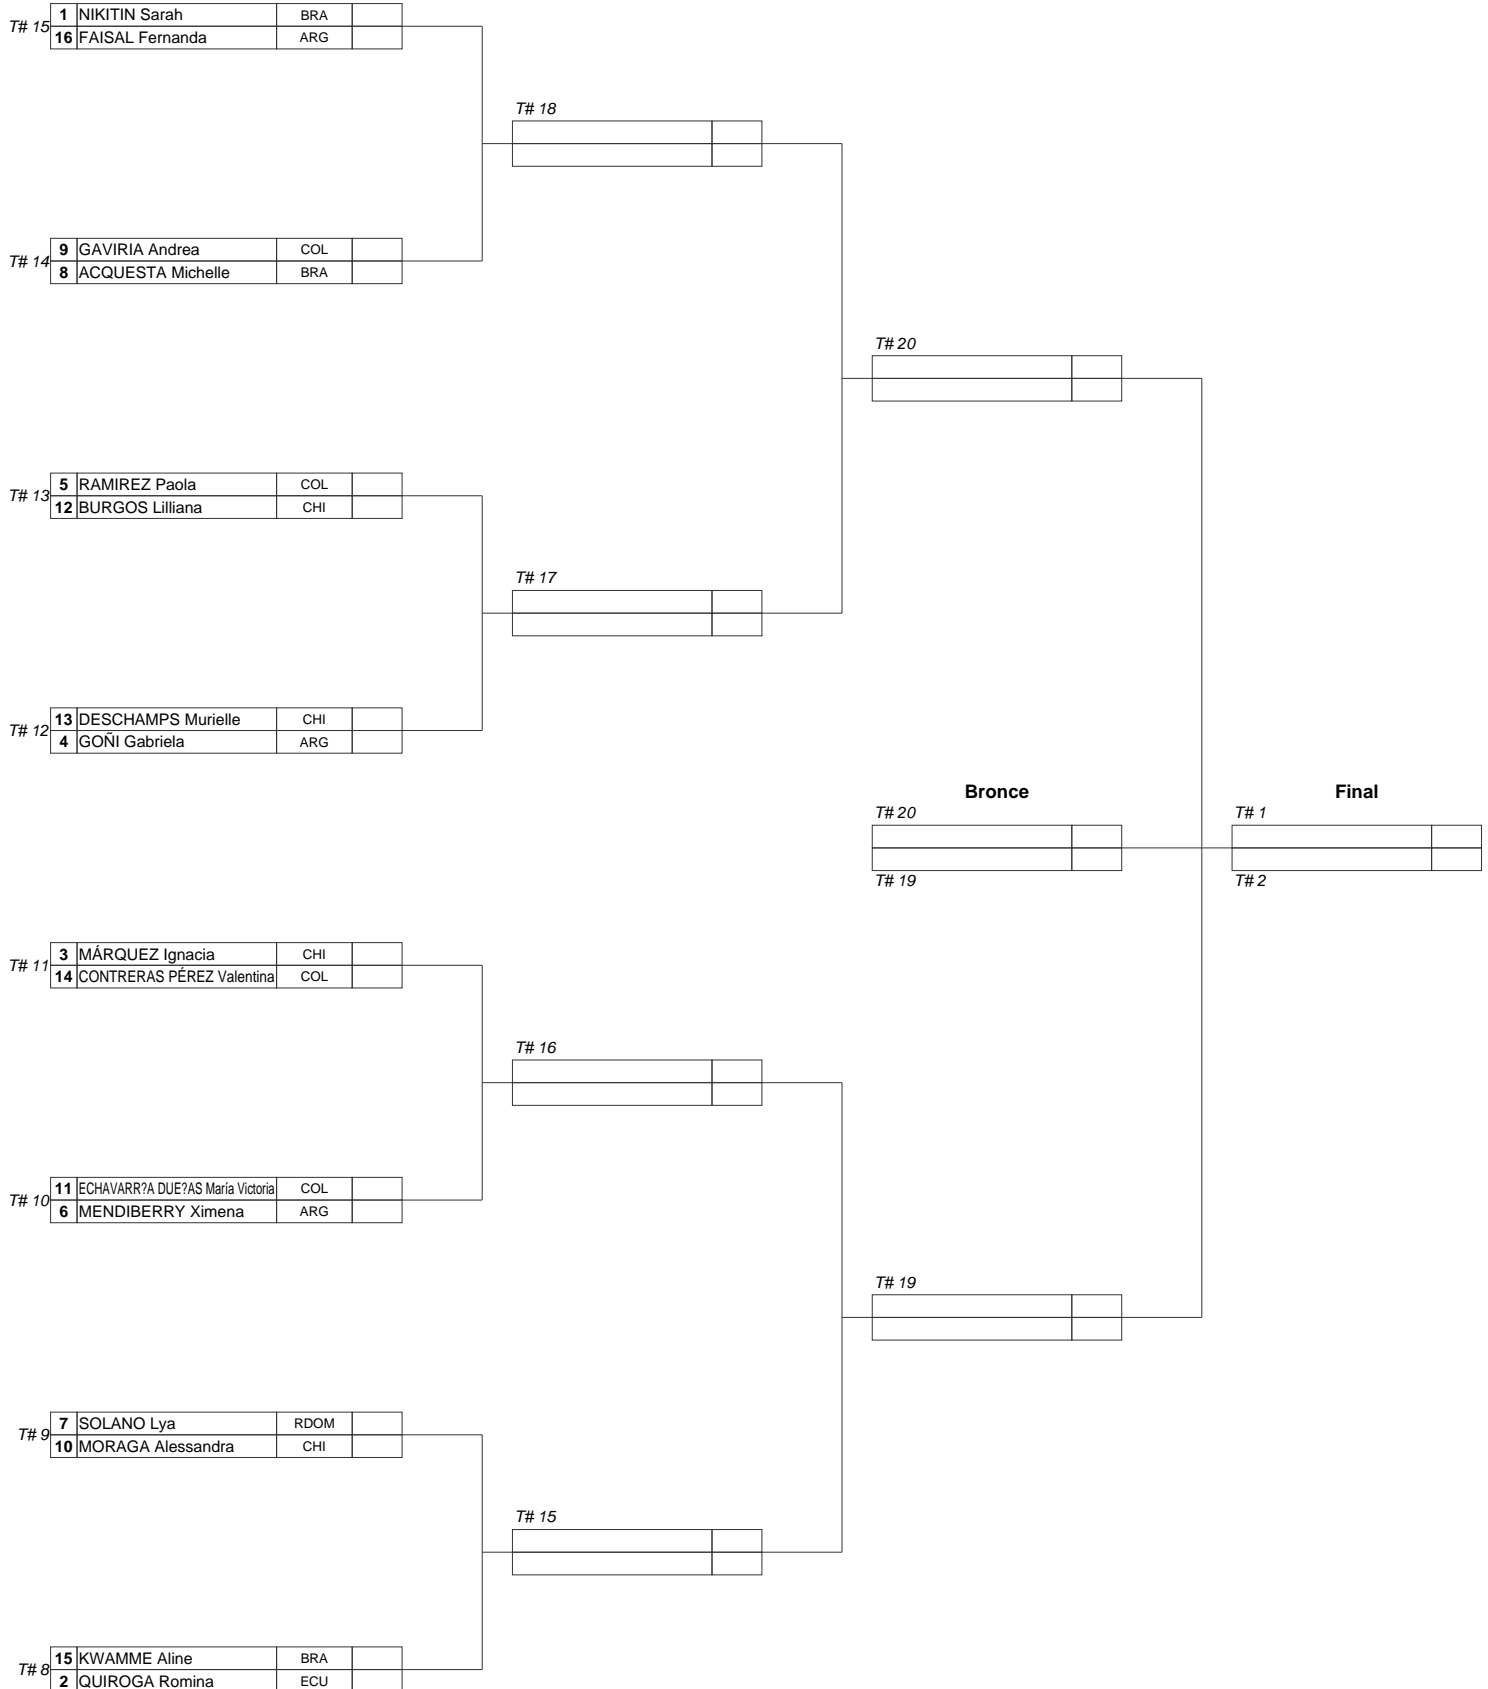 1 NIKITIN Sarah BRA
T# 15
16 FAISAL Fernanda ARG
T# 18
9 GAVIRIA Andrea COL
T# 14
8 ACQUESTA Michelle BRA
T# 20
5 RAMIREZ Paola COL
T# 13
12 BURGOS Lilliana CHI
T# 17
13 DESCHAMPS Murielle CHI
T# 12
4 GOÑI Gabriela ARG
Bronce Final
T# 20 T# 1
T# 19 T# 2
3 MÁRQUEZ Ignacia CHI
T# 11
14 CONTRERAS PÉREZ Valentina COL
T# 16
11 ECHAVARR?A DUE?AS María Victoria COL
T# 10
6 MENDIBERRY Ximena ARG
T# 19
7 SOLANO Lya RDOM
T# 9
10 MORAGA Alessandra CHI
T# 15
15 KWAMME Aline BRA
T# 8
2 QUIROGA Romina ECU